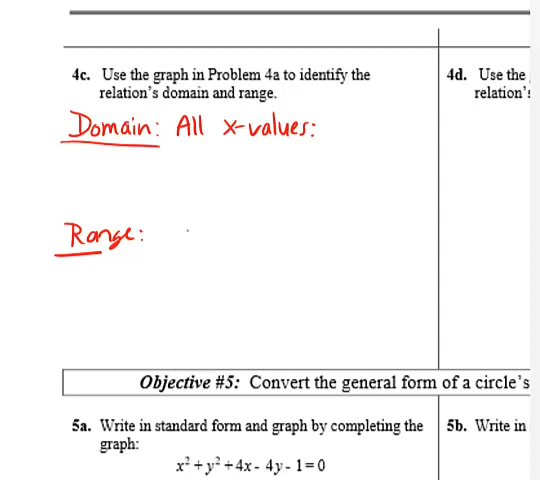 4c. Use the graph in Problem 4a to identify the
relation's domain and range.
4d. Use the
relation's
Domain: All x-values:
Range:
Objective #5: Convert the general form of a circle's
5a. Write in standard form and graph by completing the
graph:
x² + y² + 4x - 4y - 1 = 0
5b. Write in